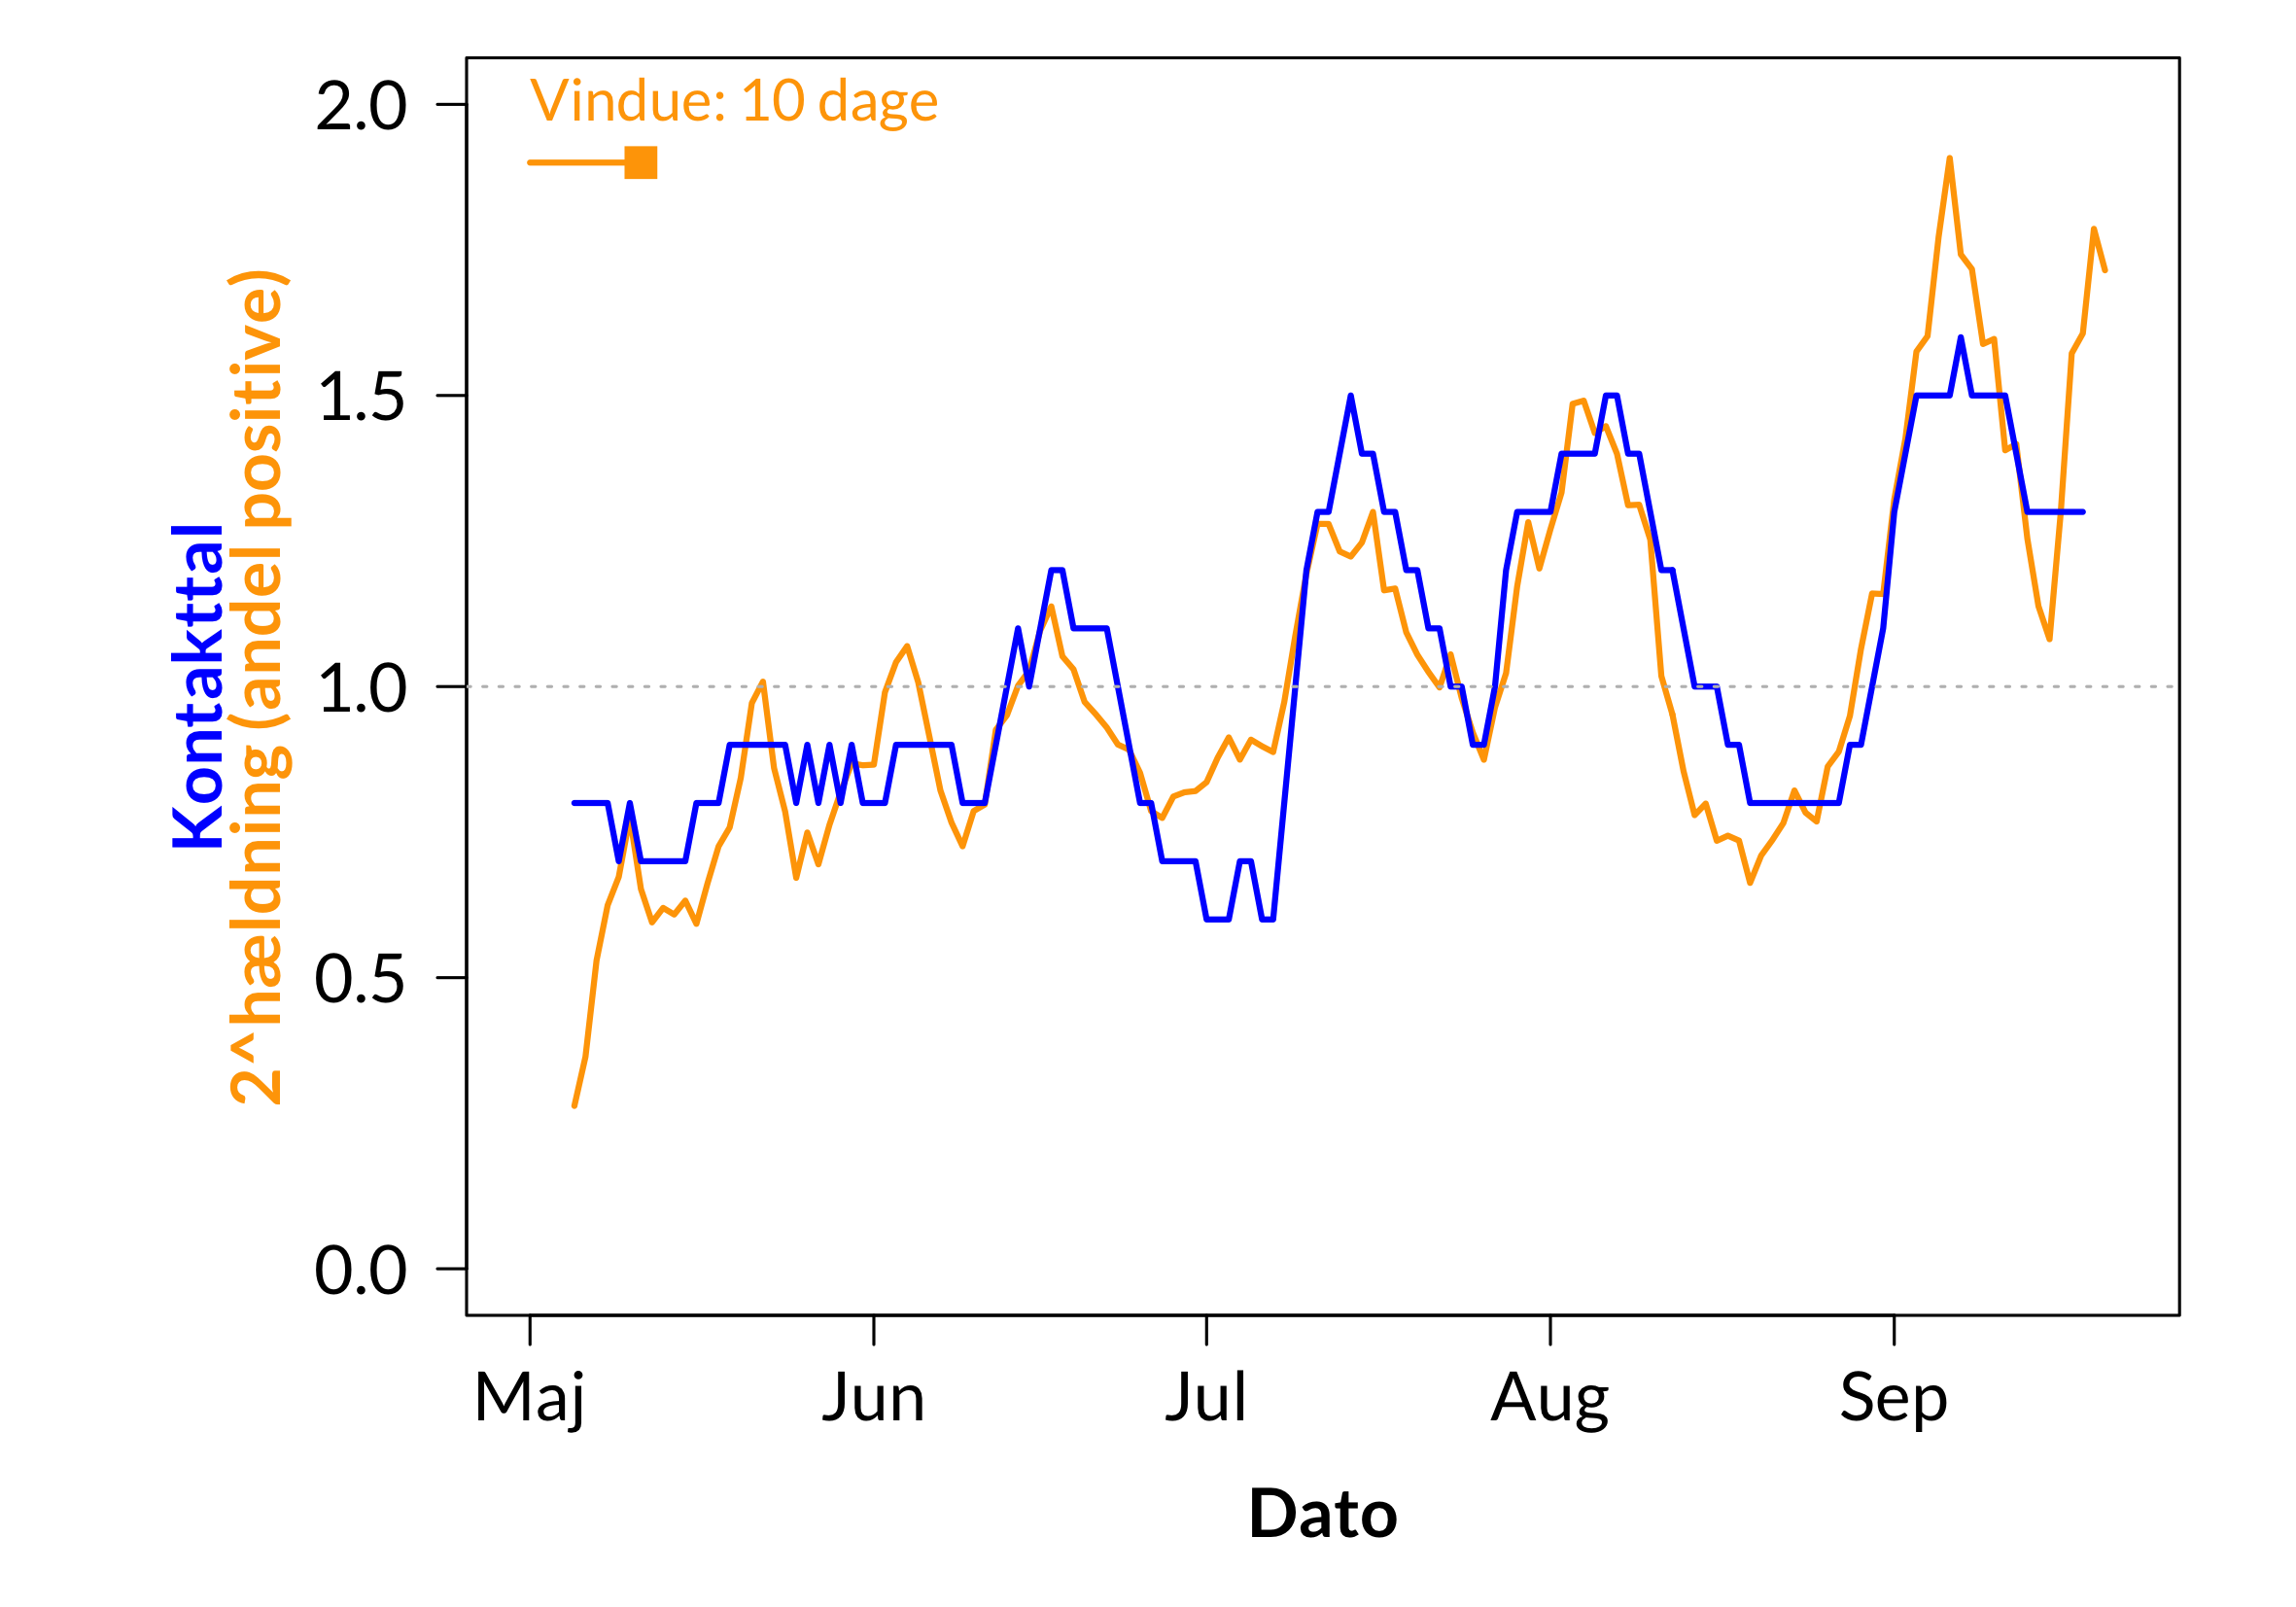 Vindue: 10 dage
Kontakttal
2^hældning (andel positive)
2.0
1.5
1.0
0.5
0.0
Maj Jun Jul Aug Sep
Dato